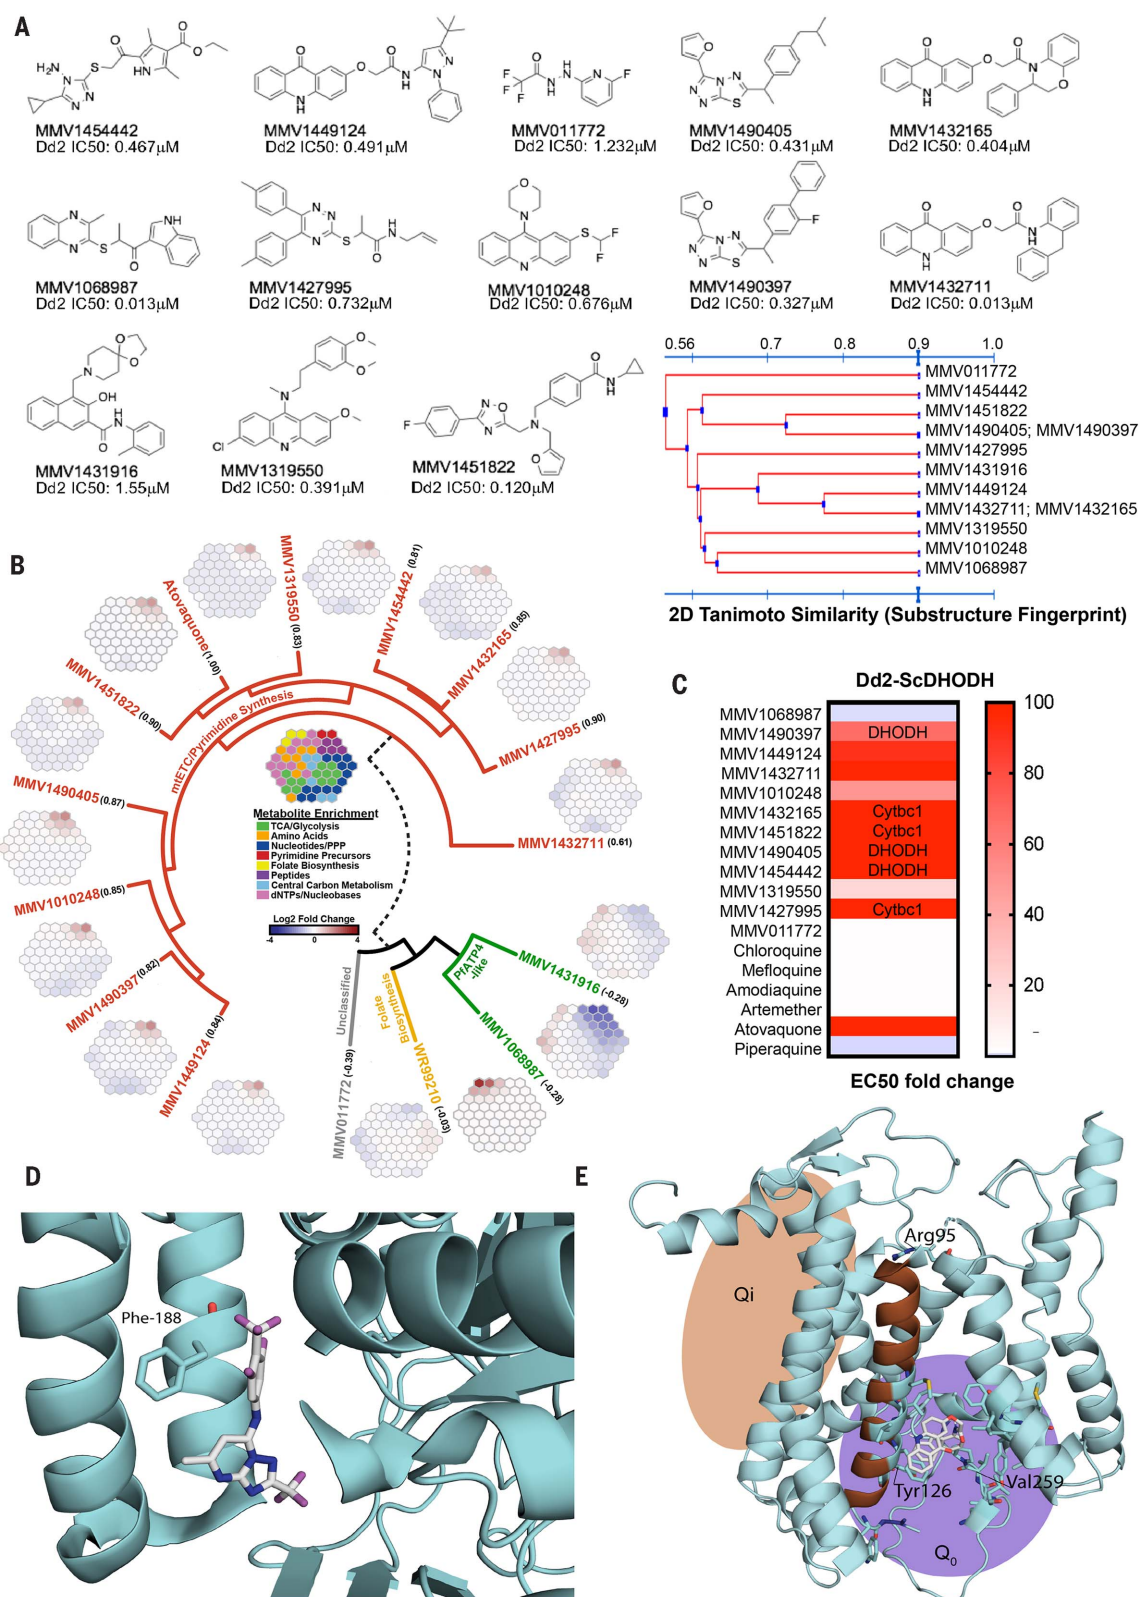 A
MMV1454442
Dd2 IC50: 0.467µM
MMV1449124
Dd2 IC50: 0.491µM
MMV011772
Dd2 IC50: 1.232µM
MMV1490405
Dd2 IC50: 0.431µM
MMV1432165
Dd2 IC50: 0.404µM
MMV1068987
Dd2 IC50: 0.013µM
MMV1427995
Dd2 IC50: 0.732µM
MMV1010248
Dd2 IC50: 0.676µM
MMV1490397
Dd2 IC50: 0.327µM
MMV1432711
Dd2 IC50: 0.013µM
MMV1431916
Dd2 IC50: 1.55µM
MMV1319550
Dd2 IC50: 0.391µM
MMV1451822
Dd2 IC50: 0.120µM
0.56 0.7 0.8 0.9 1.0
MMV011772
MMV1454442
MMV1451822
MMV1490405; MMV1490397
MMV1427995
MMV1431916
MMV1449124
MMV1432711; MMV1432165
MMV1319550
MMV1010248
MMV1068987
2D Tanimoto Similarity (Substructure Fingerprint)
B
MMV1449124 (0.84)
MMV1490397 (0.82)
MMV1010248 (0.85)
MMV1490405 (0.87)
MMV1451822 (0.90)
Atovaquone (1.00)
MMV1319550 (0.83)
MMV1454442 (0.81)
MMV1432165 (0.85)
MMV1427995 (0.90)
MMV1432711 (0.61)
MMV1431916 (-0.28)
MMV1068987 (-0.28)
WR99210 (-0.03)
MMV011772 (-0.39)
mtETC/Pyrimidine Synthesis
PfATP4
-like
Folate
Biosynthesis
Unclassified
Metabolite Enrichment
TCA/Glycolysis
Amino Acids
Nucleotides/PPP
Pyrimidine Precursors
Folate Biosynthesis
Peptides
Central Carbon Metabolism
dNTPs/Nucleobases
Log2 Fold Change
-4 0 4
C
Dd2-ScDHODH
MMV1068987
MMV1490397 DHODH
MMV1449124
MMV1432711
MMV1010248
MMV1432165 Cytbc1
MMV1451822 Cytbc1
MMV1490405 DHODH
MMV1454442 DHODH
MMV1319550
MMV1427995 Cytbc1
MMV011772
Chloroquine
Mefloquine
Amodiaquine
Artemether
Atovaquone
Piperaquine
100
80
60
40
20
EC50 fold change
D
Phe-188
E
Arg95
Qi
Tyr126
Val259
Q0